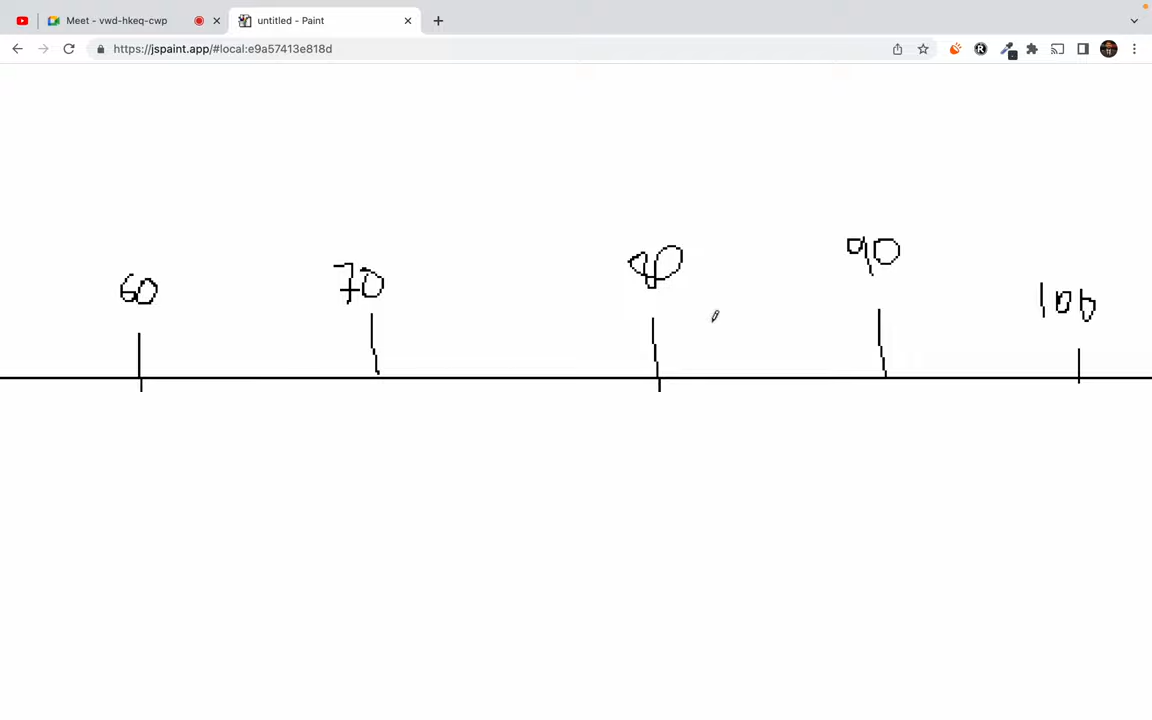 Meet - vwd-hkeq-cwp
untitled - Paint
https://jspaint.app/#local:e9a57413e818d
60 70 80 90 100